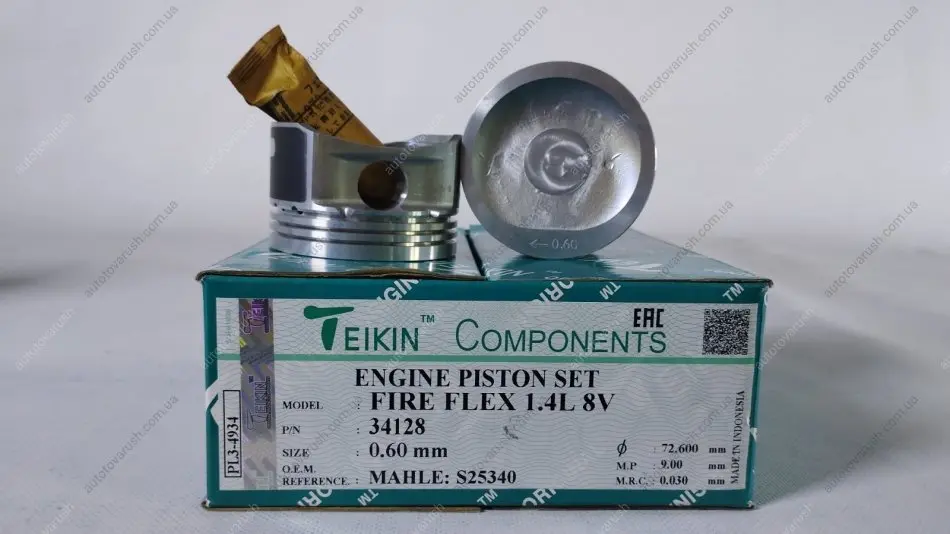 autotovarush.com.ua
←0.60
TEIKIN™ COMPONENTS
EAC
ENGINE PISTON SET
MODEL : FIRE FLEX 1.4L 8V
P/N : 34128
SIZE : 0.60 mm
O.E.M. REFERENCE. : MAHLE: S25340
ϕ : 72.600 mm
M.P : 9.00 mm
M.R.C. : 0.030 mm
MADE IN INDONESIA
PL3-4934
TEIKIN